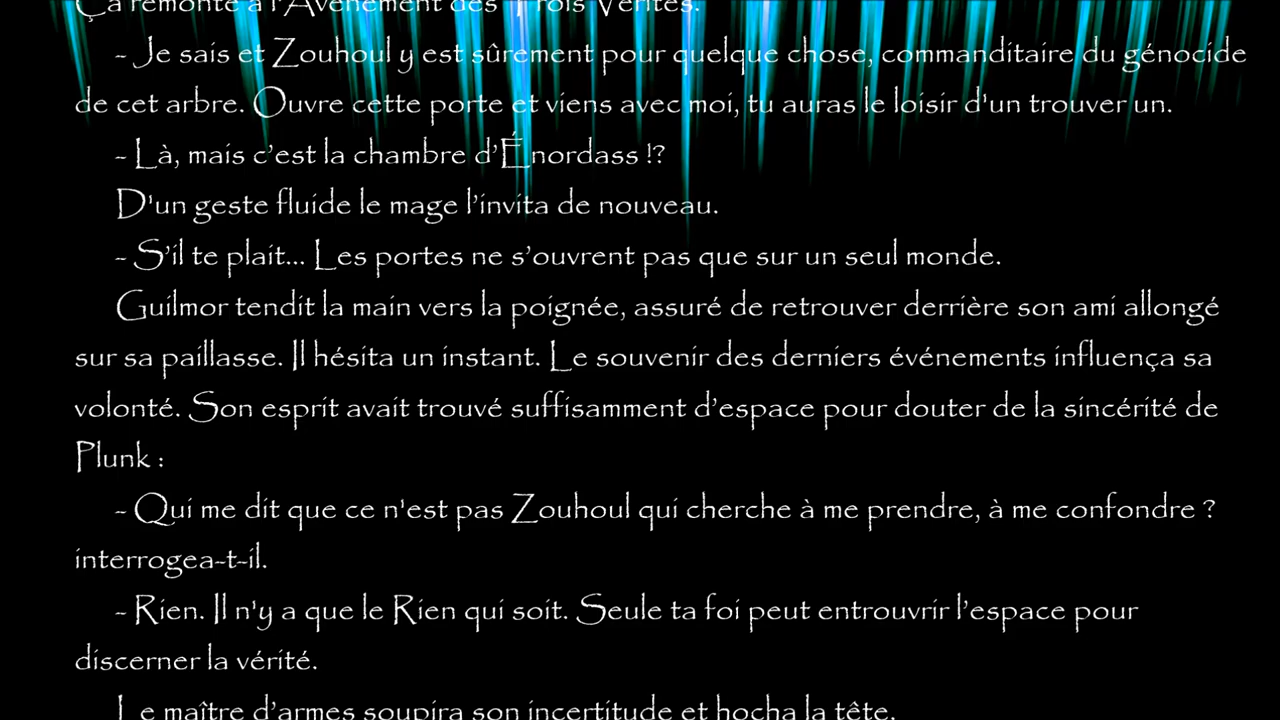 Ça remonte à l'Avènement des Trois Vérités.
- Je sais et Zouhoul y est sûrement pour quelque chose, commanditaire du génocide
de cet arbre. Ouvre cette porte et viens avec moi, tu auras le loisir d'un trouver un.
- Là, mais c’est la chambre d’Énordass !?
D'un geste fluide le mage l’invita de nouveau.
- S’il te plait... Les portes ne s’ouvrent pas que sur un seul monde.
Guilmor tendit la main vers la poignée, assuré de retrouver derrière son ami allongé
sur sa paillasse. Il hésita un instant. Le souvenir des derniers événements influença sa
volonté. Son esprit avait trouvé suffisamment d’espace pour douter de la sincérité de
Plunk :
- Qui me dit que ce n'est pas Zouhoul qui cherche à me prendre, à me confondre ?
interrogea-t-il.
- Rien. Il n'y a que le Rien qui soit. Seule ta foi peut entrouvrir l’espace pour
discerner la vérité.
Le maître d’armes soupira son incertitude et hocha la tête.